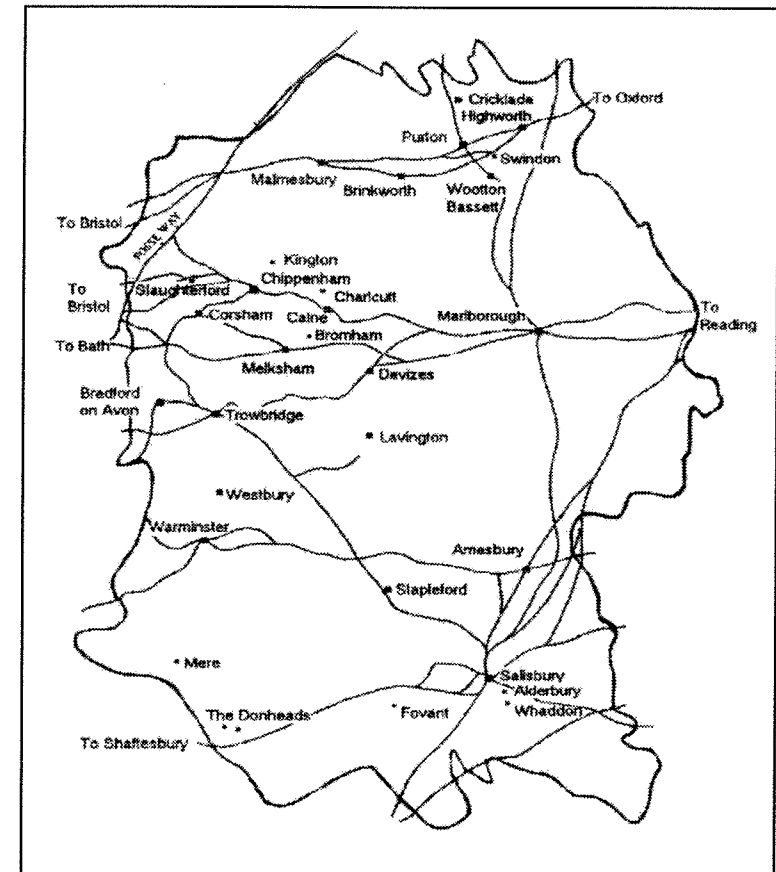 Cricklade
Highworth
To Oxford
Purton
Swindon
Malmesbury
Brinkworth
Wootton
Bassett
To Bristol
FOSSE WAY
Kington
Chippenham
Slaughterford
Charlcutt
To
Bristol
Corsham
Calne
Marlborough
To
Reading
Bromham
To Bath
Melksham
Devizes
Bradford
on Avon
Trowbridge
Lavington
Westbury
Warminster
Amesbury
Stapleford
Mere
Salisbury
Alderbury
Whaddon
The Donheads
Fovant
To Shaftesbury